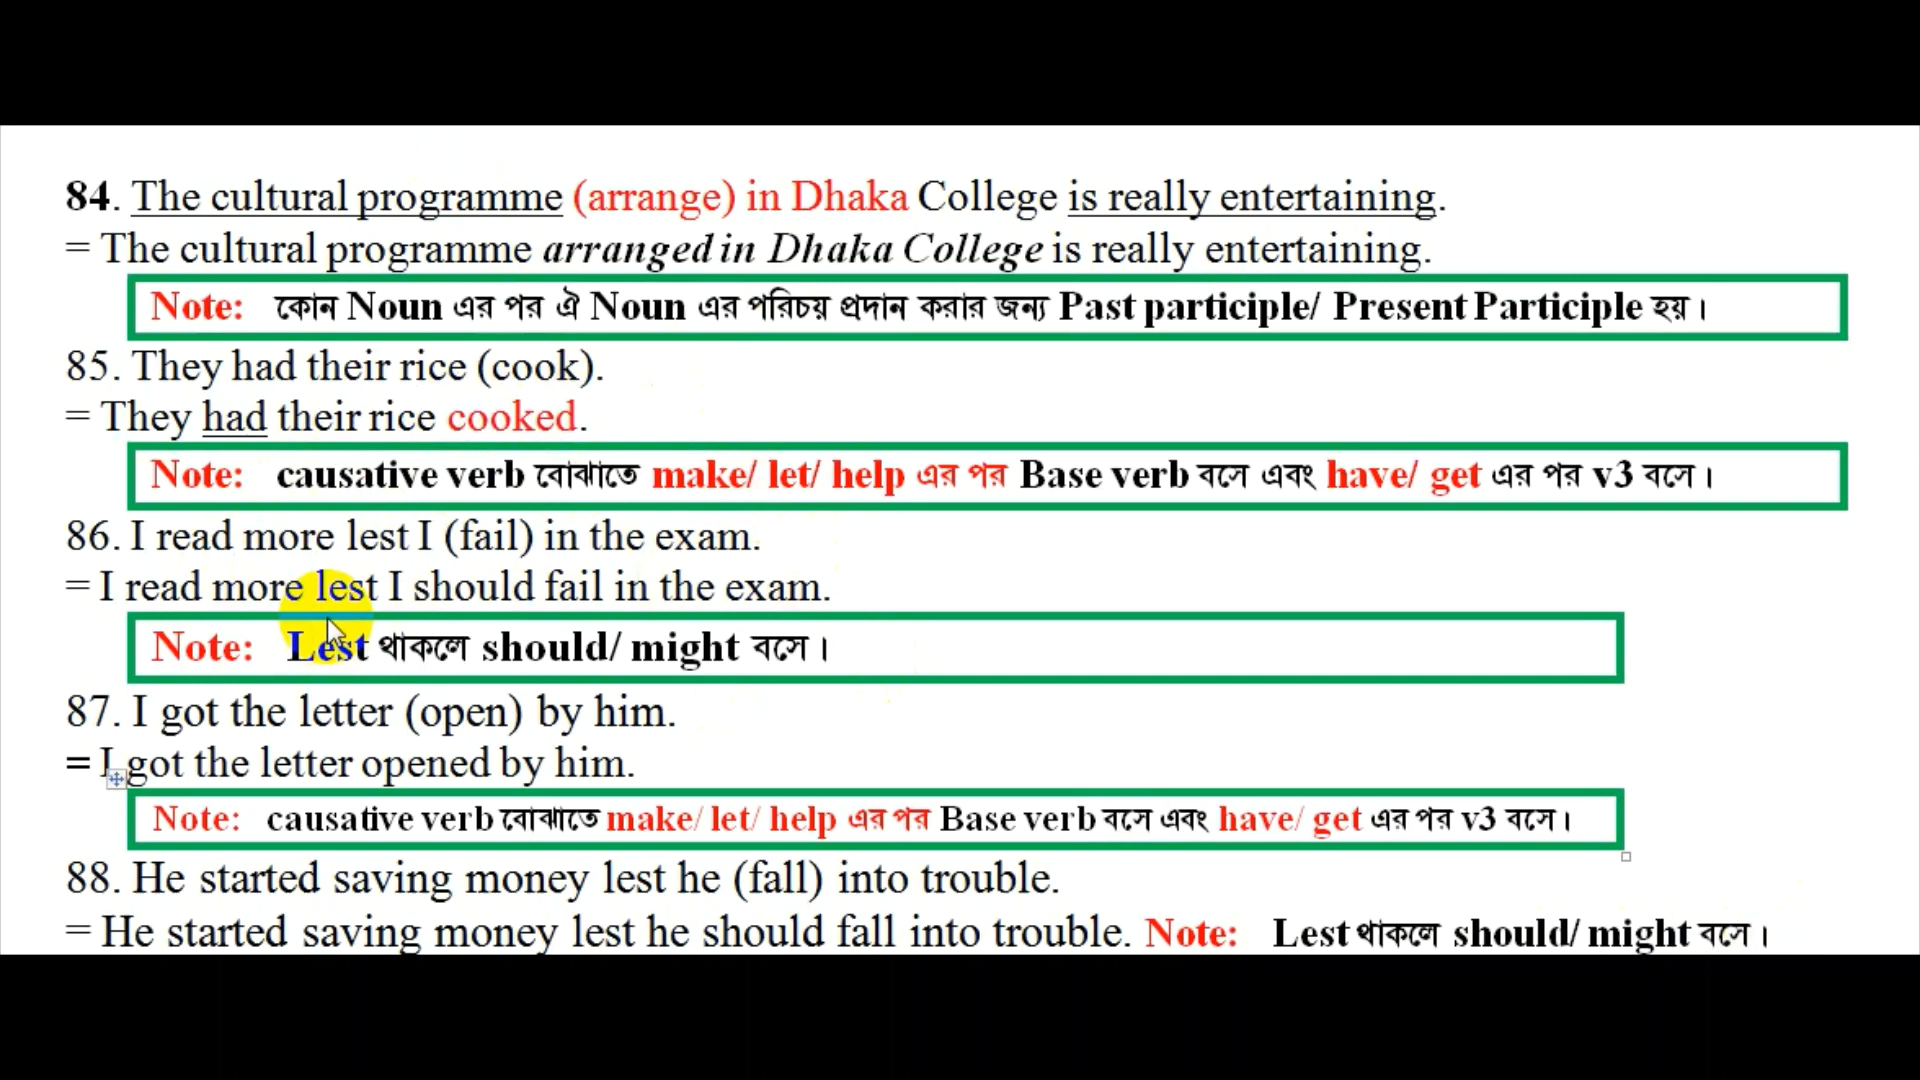 84. The cultural programme (arrange) in Dhaka College is really entertaining.
= The cultural programme arranged in Dhaka College is really entertaining.
Note: কোন Noun এর পর ঐ Noun এর পরিচয় প্রদান করার জন্য Past participle/ Present Participle হয়।
85. They had their rice (cook).
= They had their rice cooked.
Note: causative verb বোঝাতে make/ let/ help এর পর Base verb বসে এবং have/ get এর পর v3 বসে।
86. I read more lest I (fail) in the exam.
= I read more lest I should fail in the exam.
Note: Lest থাকলে should/ might বসে।
87. I got the letter (open) by him.
= I got the letter opened by him.
Note: causative verb বোঝাতে make/ let/ help এর পর Base verb বসে এবং have/ get এর পর v3 বসে।
88. He started saving money lest he (fall) into trouble.
= He started saving money lest he should fall into trouble. Note: Lest থাকলে should/ might বসে।